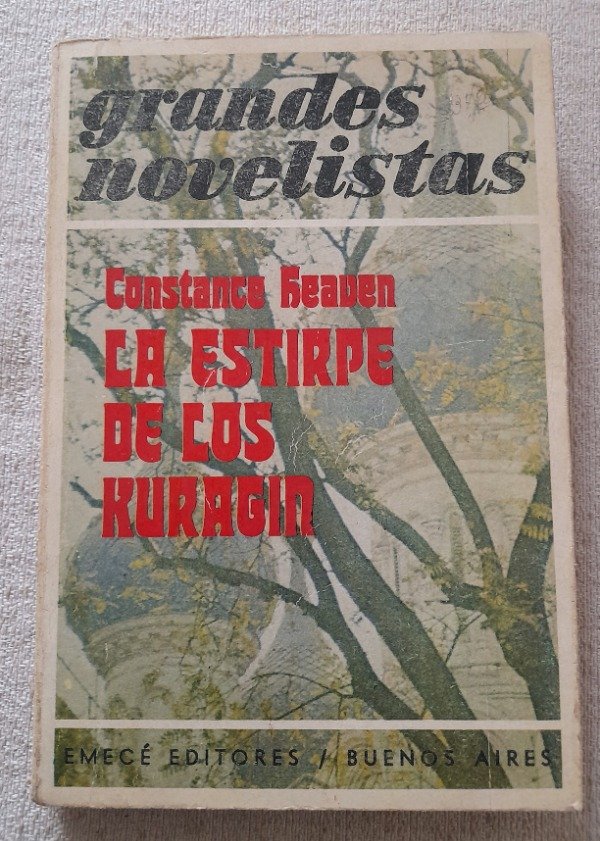 grandes
novelistas
Constance Heaven
LA ESTIRPE
DE LOS
KURAGIN
EMECÉ EDITORES / BUENOS AIRES